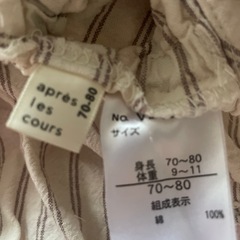 après
les
cours
70-80
No.
サイズ
身長 70~80
体重 9~11
70~80
組成表示
綿 100%